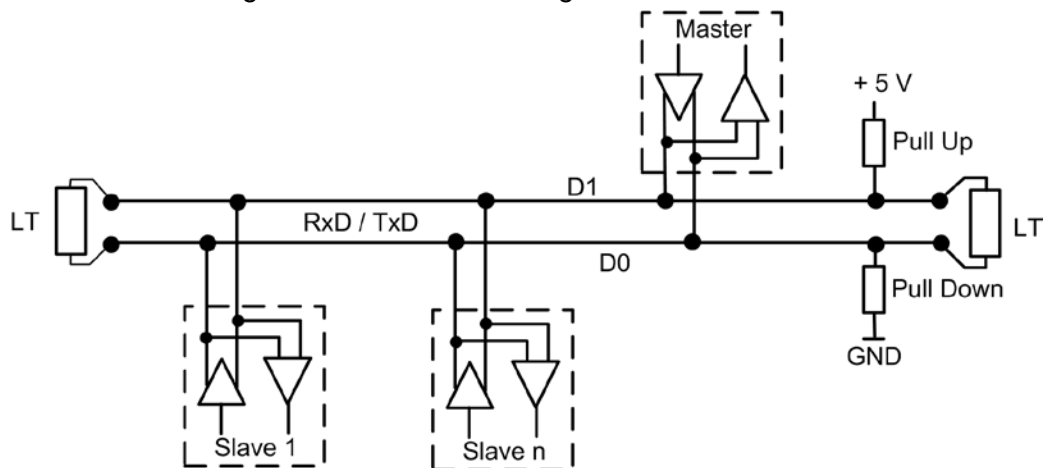 Master
+ 5 V
Pull Up
D1
LT
RxD / TxD
LT
D0
Pull Down
GND
Slave 1
Slave n